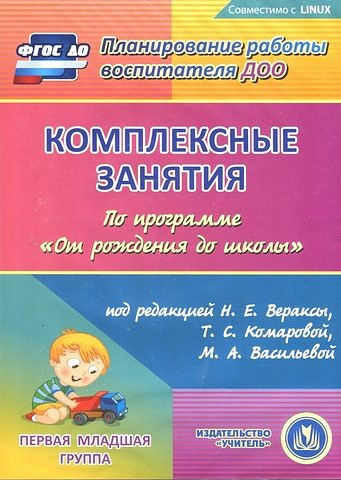 Совместимо с LINUX
ФГОС ДО
Планирование работы
воспитателя ДОО
КОМПЛЕКСНЫЕ
ЗАНЯТИЯ
По программе
«От рождения до школы»
под редакцией Н. Е. Вераксы,
Т. С. Комаровой,
М. А. Васильевой
ПЕРВАЯ МЛАДШАЯ
ГРУППА
ИЗДАТЕЛЬСТВО
«УЧИТЕЛЬ»